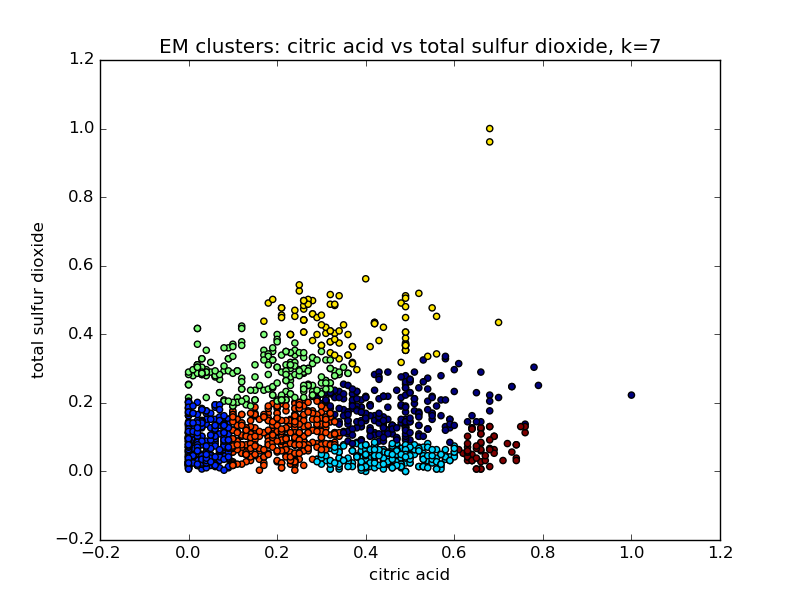 EM clusters: citric acid vs total sulfur dioxide, k=7
1.2
1.0
0.8
0.6
0.4
0.2
0.0
−0.2
total sulfur dioxide
−0.2 0.0 0.2 0.4 0.6 0.8 1.0 1.2
citric acid